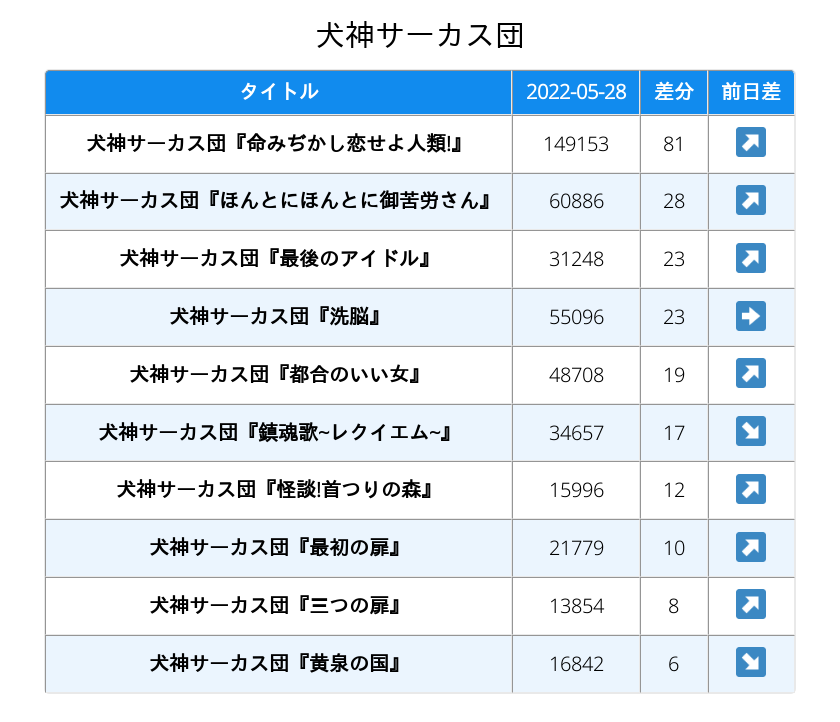 犬神サーカス団
タイトル 2022-05-28 差分 前日差
犬神サーカス団『命みぢかし恋せよ人類!』 149153 81 ↗
犬神サーカス団『ほんとにほんとに御苦労さん』 60886 28 ↗
犬神サーカス団『最後のアイドル』 31248 23 ↗
犬神サーカス団『洗脳』 55096 23 ➡
犬神サーカス団『都合のいい女』 48708 19 ↗
犬神サーカス団『鎮魂歌~レクイエム~』 34657 17 ↘
犬神サーカス団『怪談!首つりの森』 15996 12 ↗
犬神サーカス団『最初の扉』 21779 10 ↗
犬神サーカス団『三つの扉』 13854 8 ↗
犬神サーカス団『黄泉の国』 16842 6 ↘